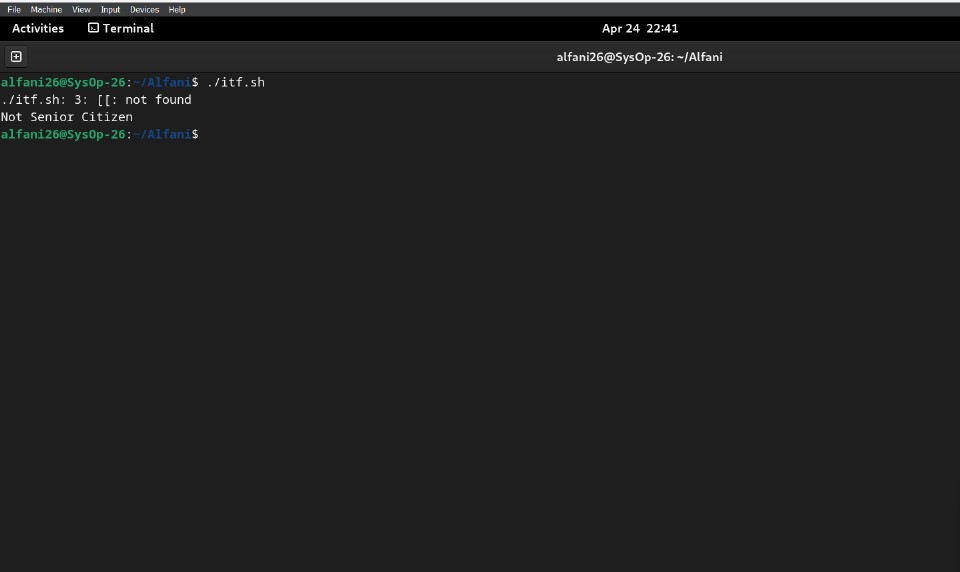 File Machine View Input Devices Help
Activities Terminal Apr 24 22:41
alfani26@SysOp-26: ~/Alfani
alfani26@SysOp-26:~/Alfani$ ./itf.sh
./itf.sh: 3: [[: not found
Not Senior Citizen
alfani26@SysOp-26:~/Alfani$